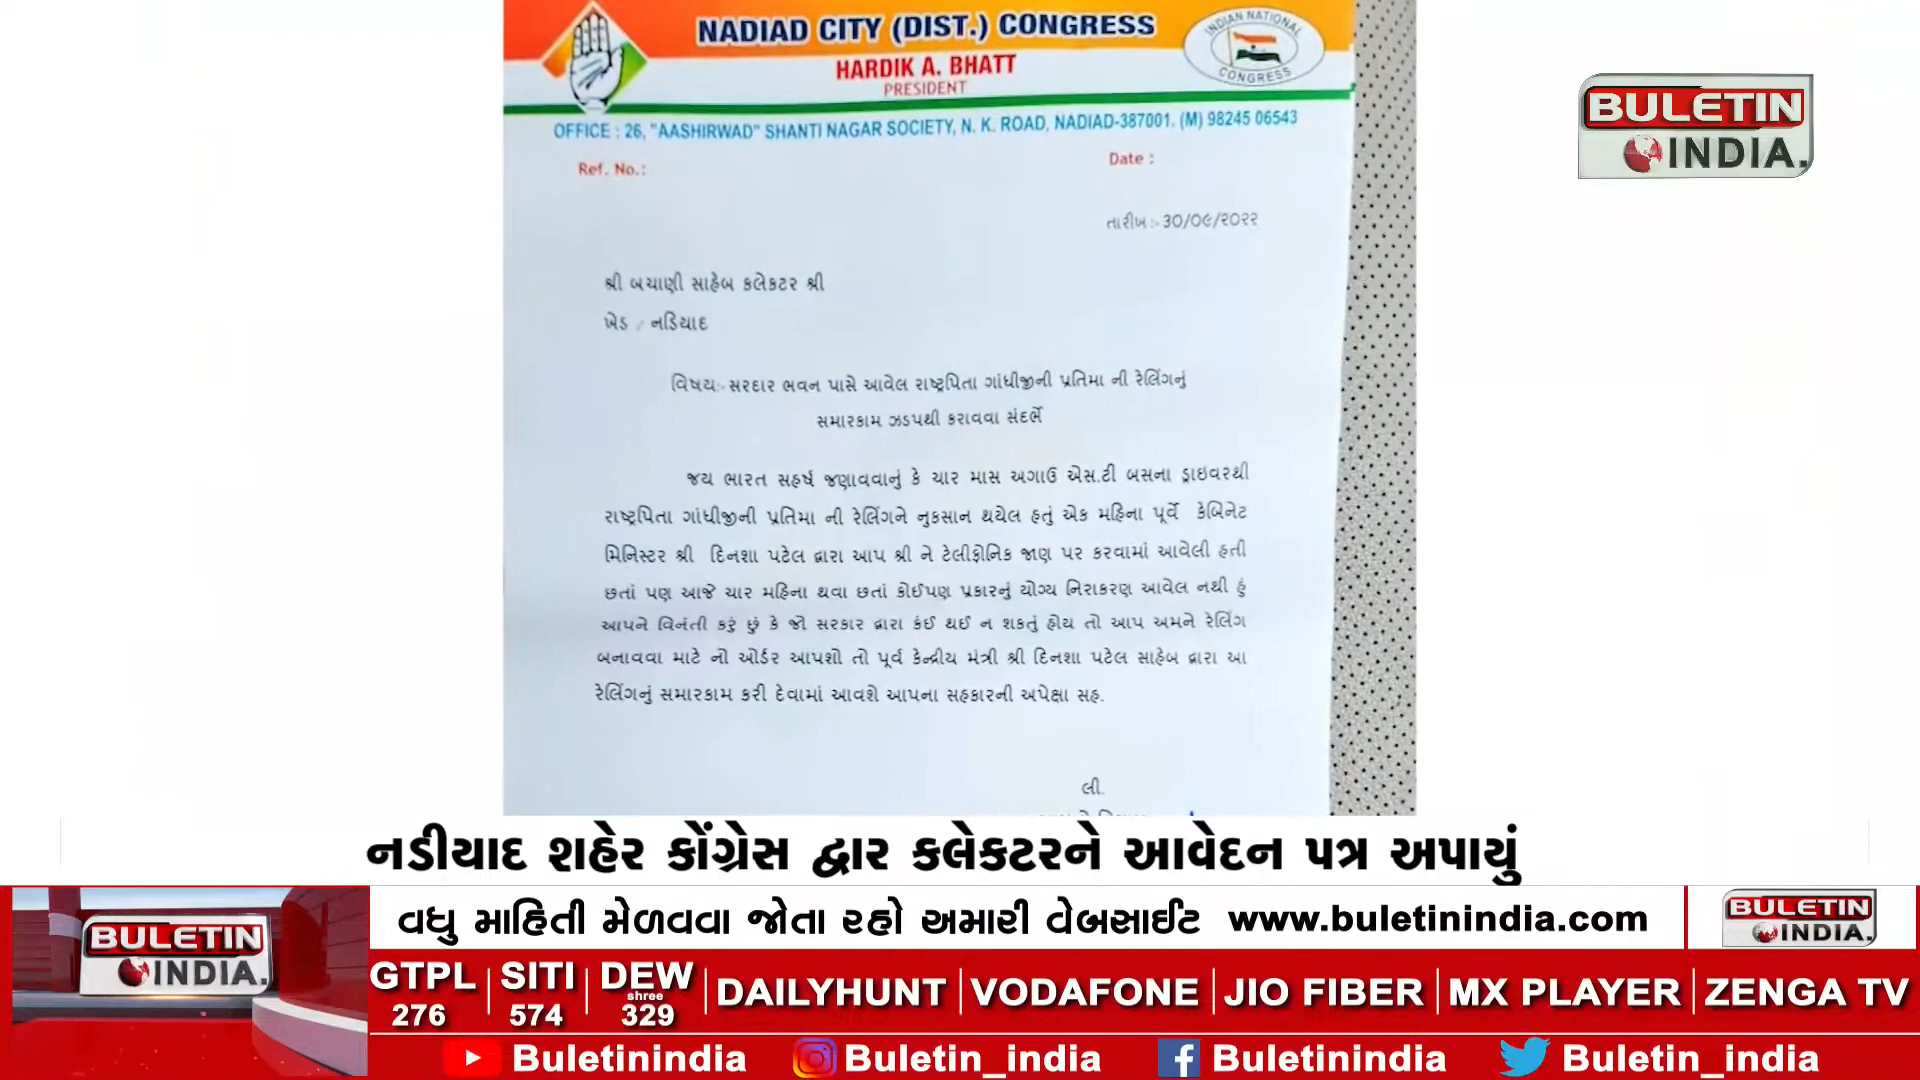 NADIAD CITY (DIST.) CONGRESS
HARDIK A. BHATT
PRESIDENT
INDIAN NATIONAL
CONGRESS
OFFICE : 26, "AASHIRWAD" SHANTI NAGAR SOCIETY, N. K. ROAD, NADIAD-387001. (M) 98245 06543
Ref. No.:
Date :
BULETIN
INDIA.
તારીખ:- ૩૦/૦૯/૨૦૨૨
શ્રી બચાણી સાહેબ કલેકટર શ્રી
ખેડ / નડિયાદ
વિષય:- સરદાર ભવન પાસે આવેલ રાષ્ટ્રપિતા ગાંધીજીની પ્રતિમા ની રેલિંગનું
સમારકામ ઝડપથી કરાવવા સંદર્ભે
જય ભારત સહર્ષ જણાવવાનું કે ચાર માસ અગાઉ એસ.ટી બસના ડ્રાઇવરથી
રાષ્ટ્રપિતા ગાંધીજીની પ્રતિમા ની રેલિંગને નુકસાન થયેલ હતું એક મહિના પૂર્વે કેબિનેટ
મિનિસ્ટર શ્રી દિનશા પટેલ દ્વારા આપ શ્રી ને ટેલીફોનિક જાણ પર કરવામાં આવેલી હતી
છતાં પણ આજે ચાર મહિના થવા છતાં કોઈપણ પ્રકારનું યોગ્ય નિરાકરણ આવેલ નથી હું
આપને વિનંતી કરું છું કે જો સરકાર દ્વારા કંઈ થઈ ન શકતું હોય તો આપ અમને રેલિંગ
બનાવવા માટે નો ઓર્ડર આપશો તો પૂર્વ કેન્દ્રીય મંત્રી શ્રી દિનશા પટેલ સાહેબ દ્વારા આ
રેલિંગનું સમારકામ કરી દેવામાં આવશે આપના સહકારની અપેક્ષા સહ.
લી.
નડીયાદ શહેર કોંગ્રેસ દ્વાર કલેકટરને આવેદન પત્ર અપાયું
BULETIN
INDIA.
વધુ માહિતી મેળવવા જોતા રહો અમારી વેબસાઈટ www.buletinindia.com
BULETIN
INDIA.
GTPL 276
SITI 574
DEW shree 329
DAILYHUNT
VODAFONE
JIO FIBER
MX PLAYER
ZENGA TV
Buletinindia
Buletin_india
Buletinindia
Buletin_india